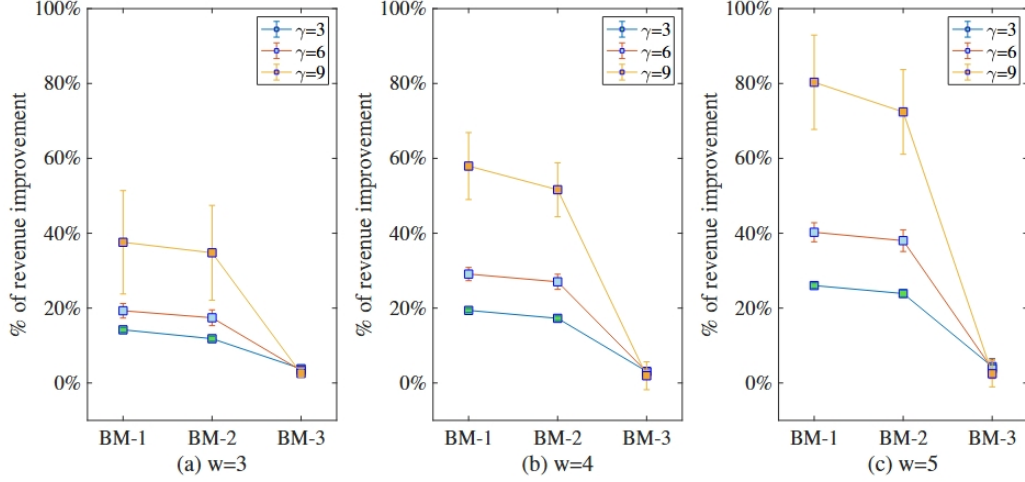 % of revenue improvement
100%
80%
60%
40%
20%
0%
γ=3
γ=6
γ=9
BM-1 BM-2 BM-3
(a) w=3
% of revenue improvement
100%
80%
60%
40%
20%
0%
γ=3
γ=6
γ=9
BM-1 BM-2 BM-3
(b) w=4
% of revenue improvement
100%
80%
60%
40%
20%
0%
γ=3
γ=6
γ=9
BM-1 BM-2 BM-3
(c) w=5